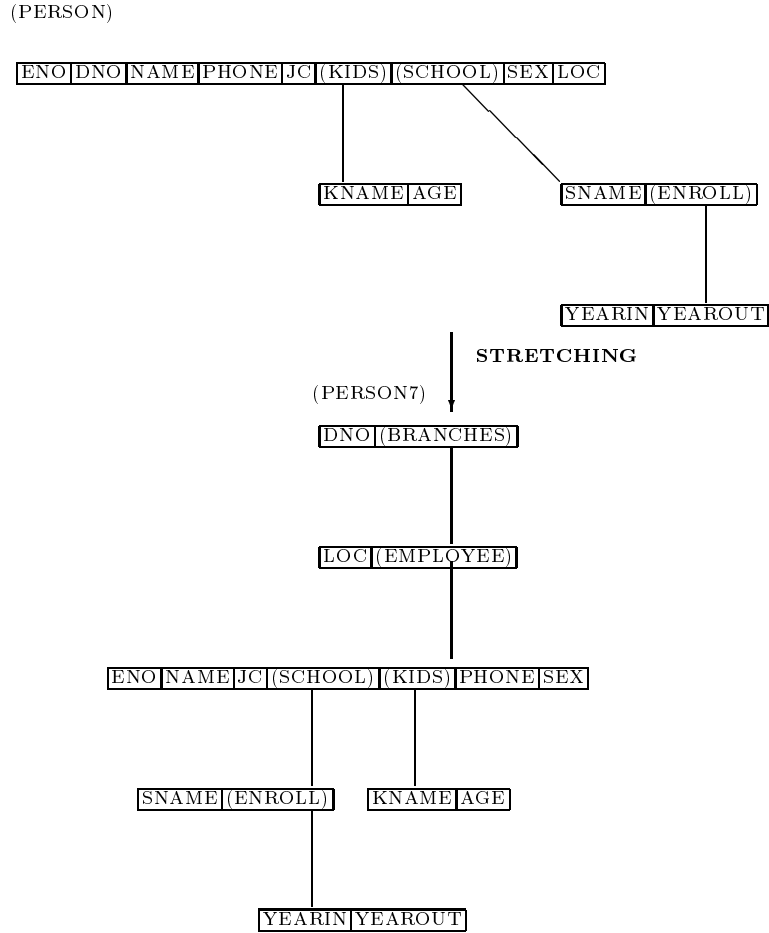 (PERSON)
ENO DNO NAME PHONE JC (KIDS) (SCHOOL) SEX LOC
KNAME AGE SNAME (ENROLL)
YEARIN YEAROUT
STRETCHING
(PERSON7)
DNO (BRANCHES)
LOC (EMPLOYEE)
ENO NAME JC (SCHOOL) (KIDS) PHONE SEX
SNAME (ENROLL) KNAME AGE
YEARIN YEAROUT